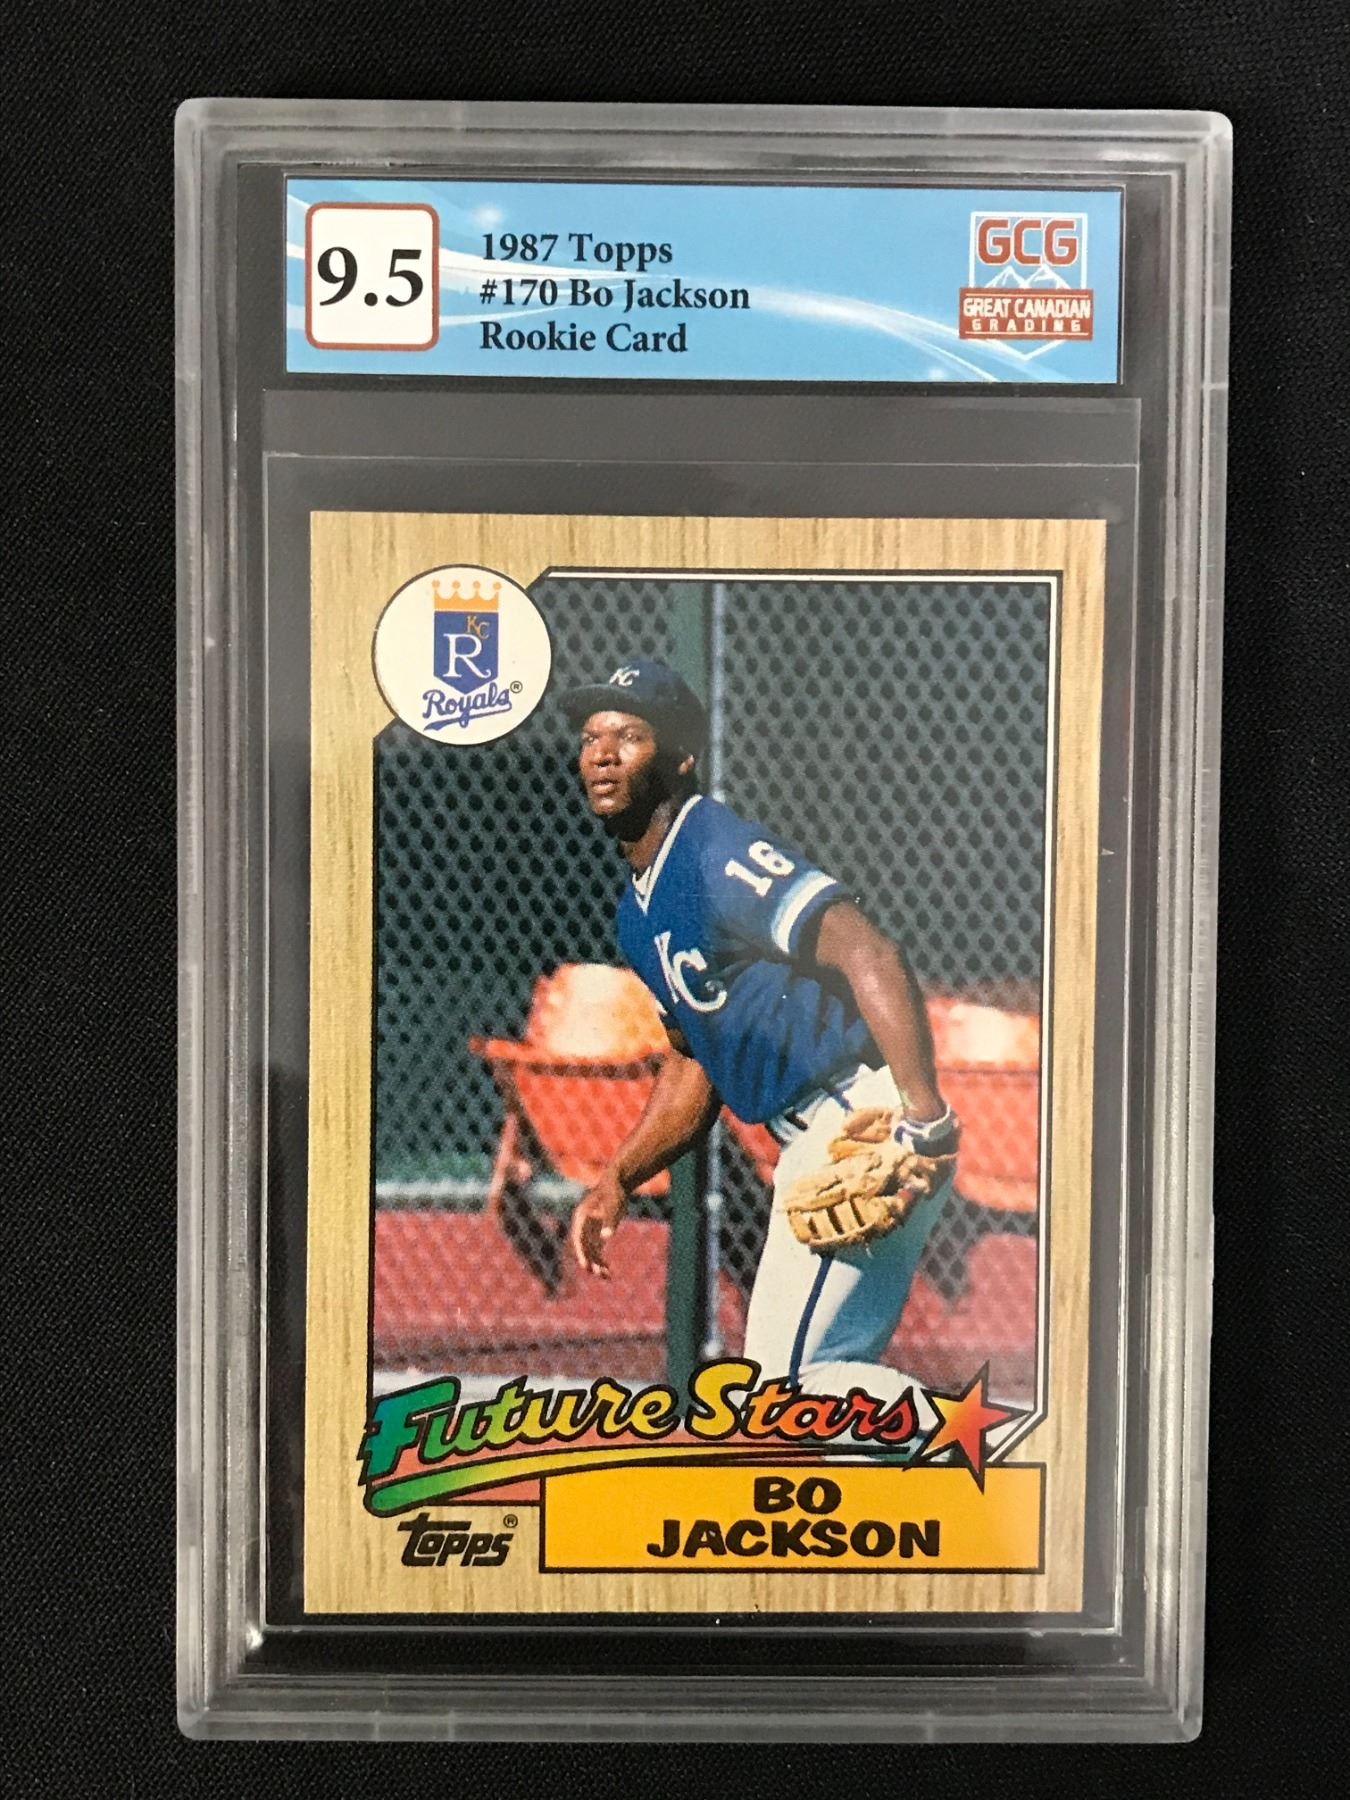 9.5
1987 Topps
#170 Bo Jackson
Rookie Card
GCG
GREAT CANADIAN
GRADING
KC
R
Royals®
KC
16
KC
Future Stars
topps®
BO
JACKSON